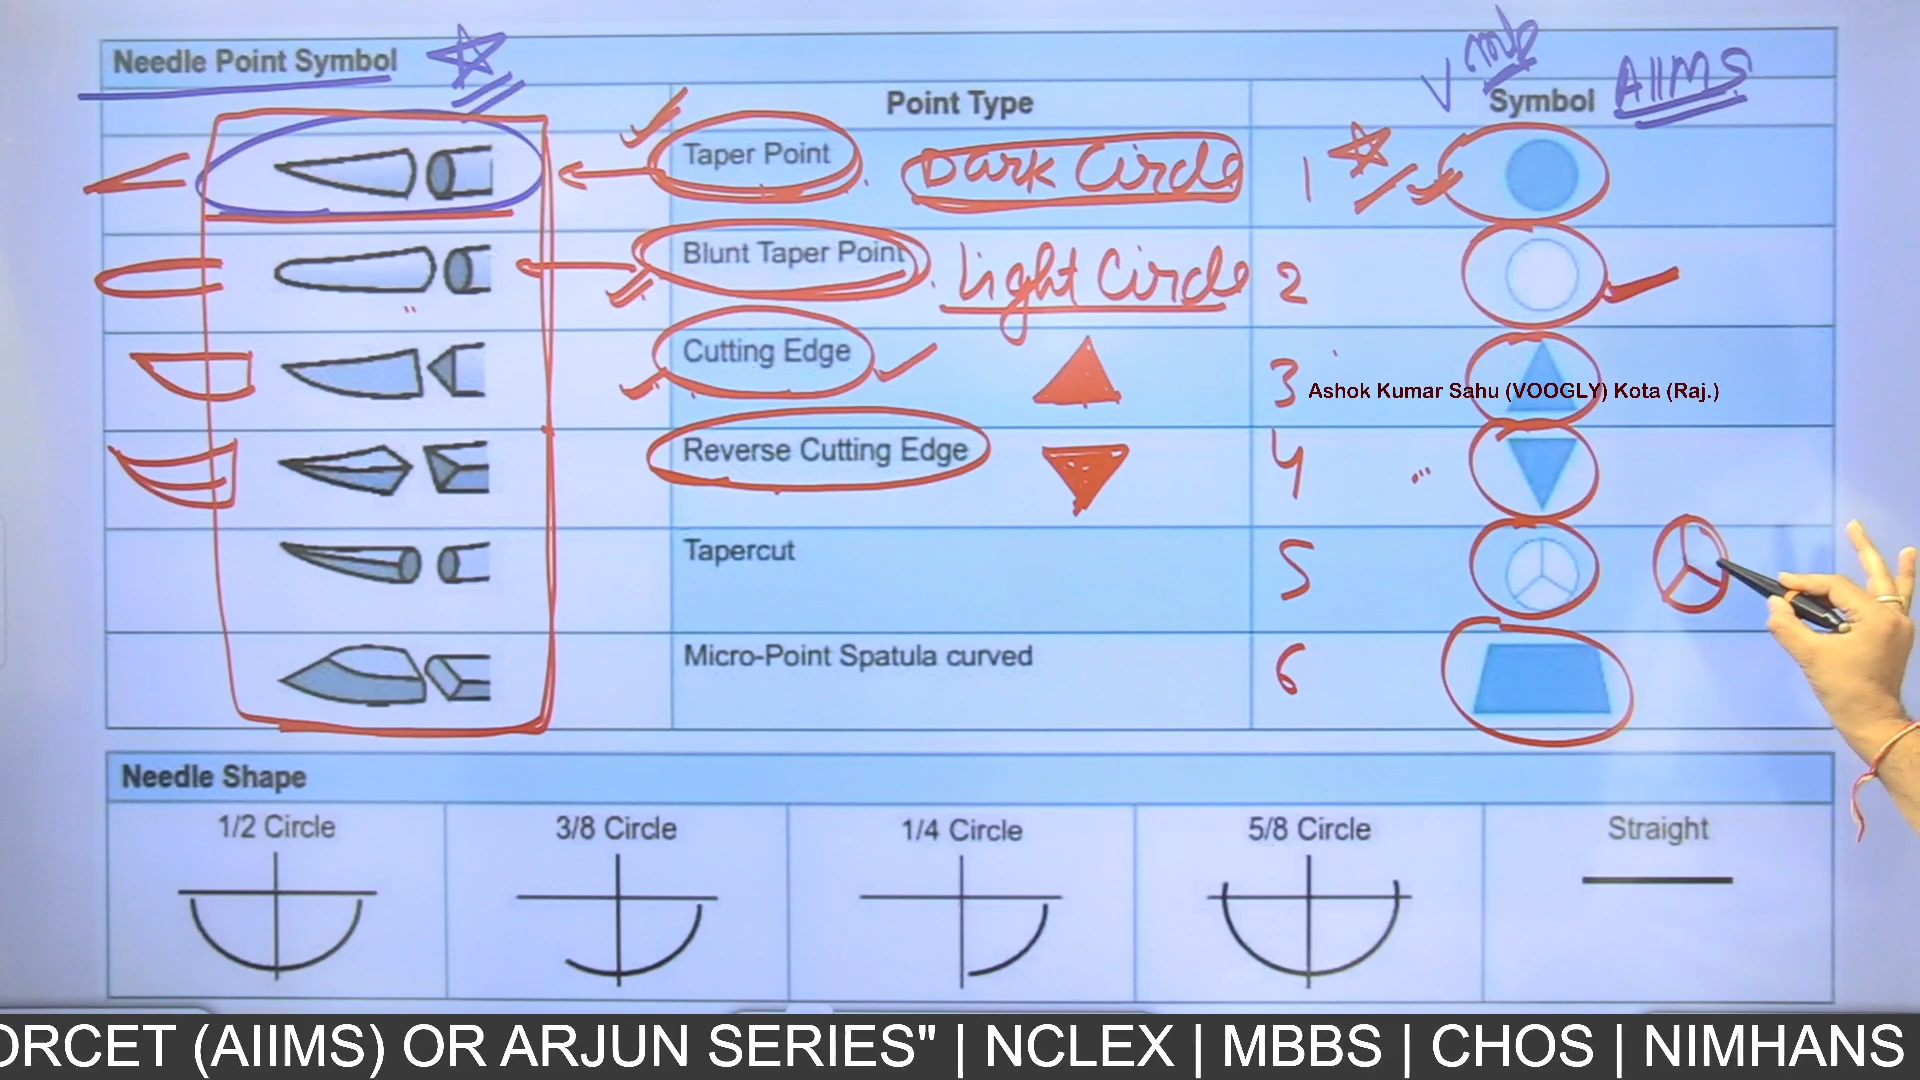 Needle Point Symbol
V mp
AIIMS
Point Type
Symbol
Taper Point
Dark Circle
1
Blunt Taper Point
Light Circle
2
Cutting Edge
3
Ashok Kumar Sahu (VOOGLY) Kota (Raj.)
Reverse Cutting Edge
4
Tapercut
5
Micro-Point Spatula curved
6
Needle Shape
1/2 Circle
3/8 Circle
1/4 Circle
5/8 Circle
Straight
ORCET (AIIMS) OR ARJUN SERIES" | NCLEX | MBBS | CHOS | NIMHANS